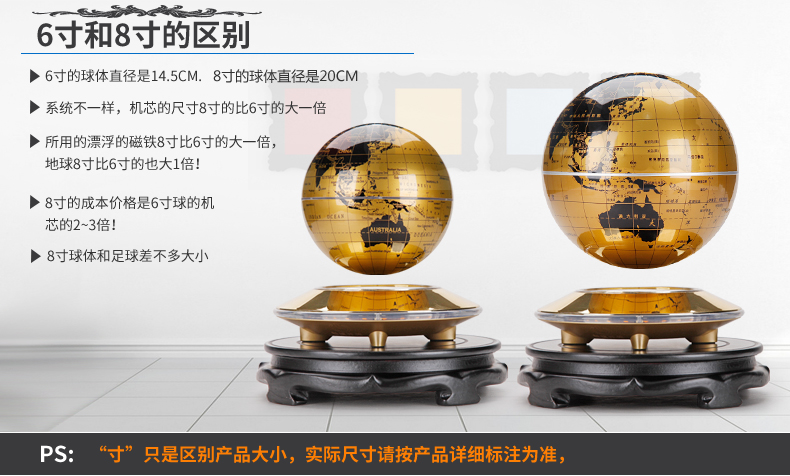 6寸和8寸的区别
6寸的球体直径是14.5CM. 8寸的球体直径是20CM
系统不一样，机芯的尺寸8寸的比6寸的大一倍
所用的漂浮的磁铁8寸比6寸的大一倍，
地球8寸比6寸的也大1倍！
8寸的成本价格是6寸球的机
芯的2~3倍！
8寸球体和足球差不多大小
AUSTRALIA
PS: “寸”只是区别产品大小，实际尺寸请按产品详细标注为准，